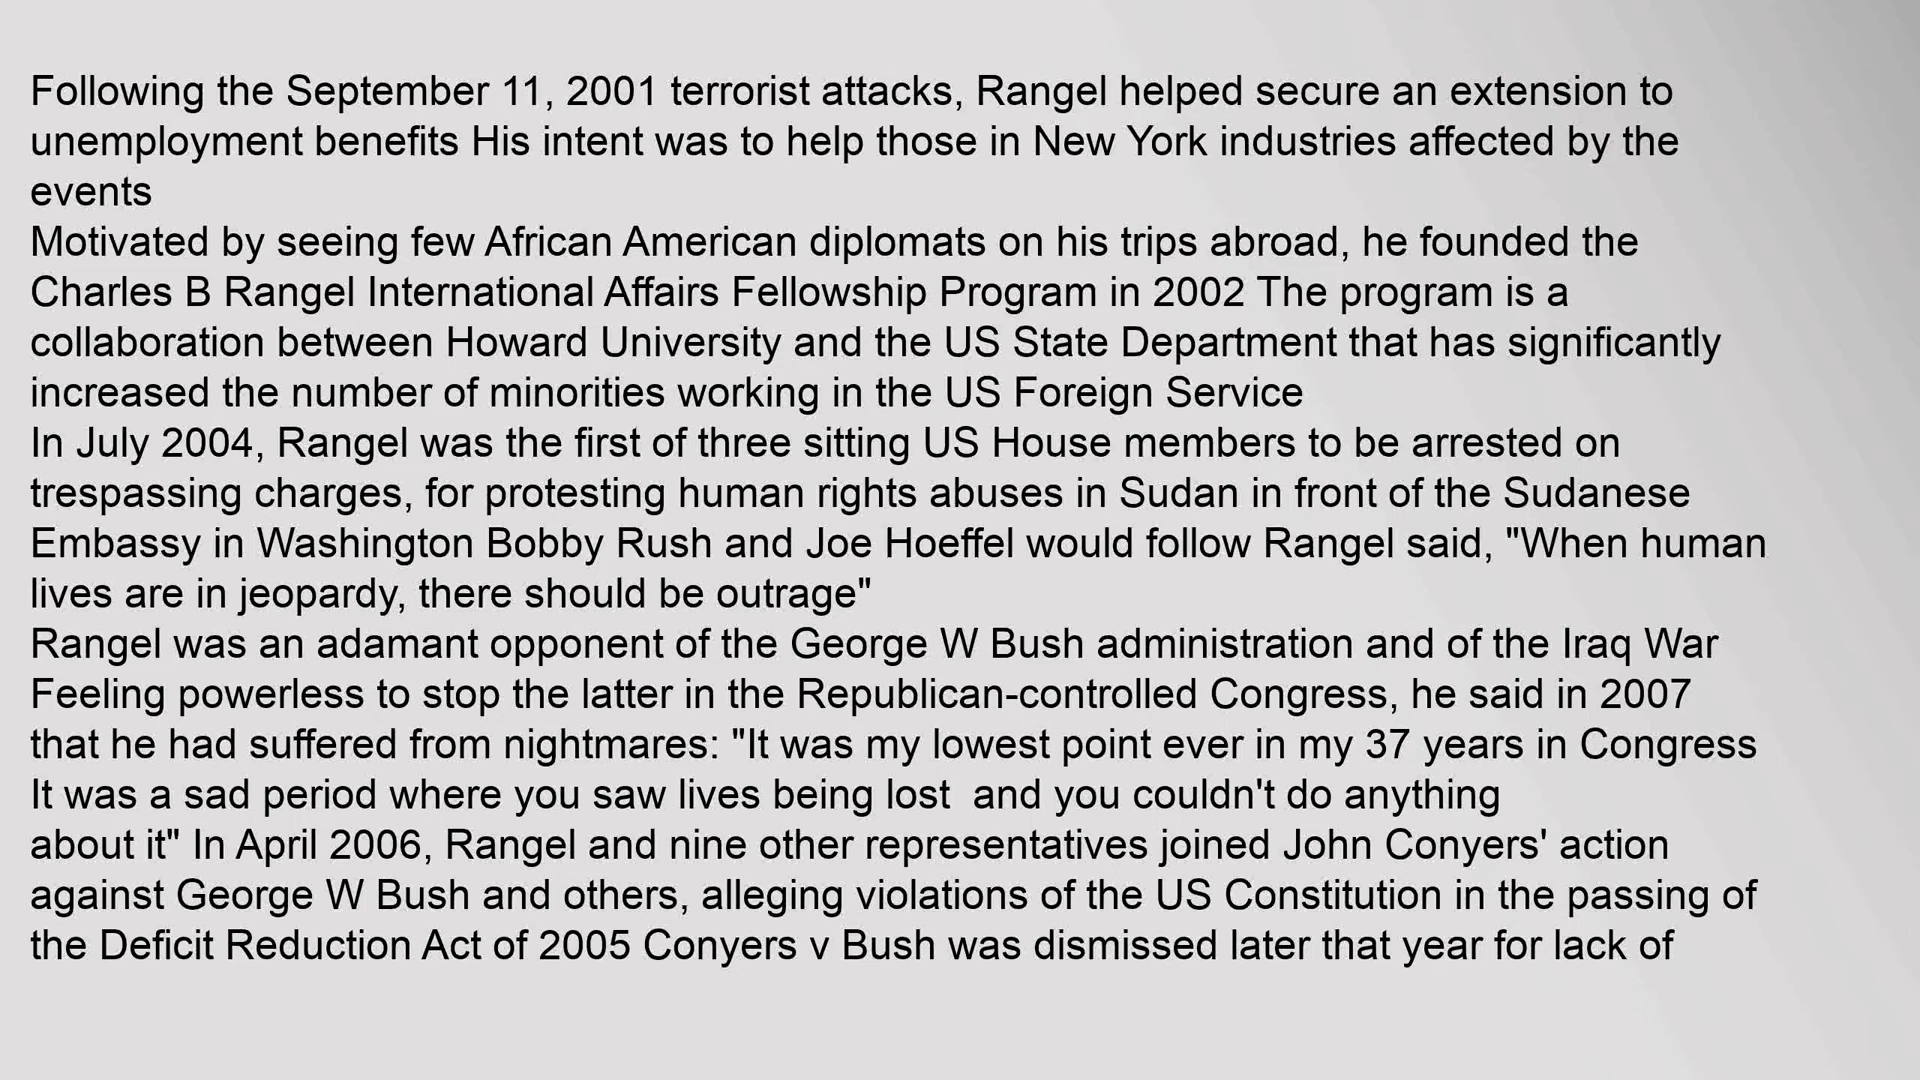 Following the September 11, 2001 terrorist attacks, Rangel helped secure an extension to
unemployment benefits His intent was to help those in New York industries affected by the
events
Motivated by seeing few African American diplomats on his trips abroad, he founded the
Charles B Rangel International Affairs Fellowship Program in 2002 The program is a
collaboration between Howard University and the US State Department that has significantly
increased the number of minorities working in the US Foreign Service
In July 2004, Rangel was the first of three sitting US House members to be arrested on
trespassing charges, for protesting human rights abuses in Sudan in front of the Sudanese
Embassy in Washington Bobby Rush and Joe Hoeffel would follow Rangel said, "When human
lives are in jeopardy, there should be outrage"
Rangel was an adamant opponent of the George W Bush administration and of the Iraq War
Feeling powerless to stop the latter in the Republican-controlled Congress, he said in 2007
that he had suffered from nightmares: "It was my lowest point ever in my 37 years in Congress
It was a sad period where you saw lives being lost  and you couldn't do anything
about it" In April 2006, Rangel and nine other representatives joined John Conyers' action
against George W Bush and others, alleging violations of the US Constitution in the passing of
the Deficit Reduction Act of 2005 Conyers v Bush was dismissed later that year for lack of